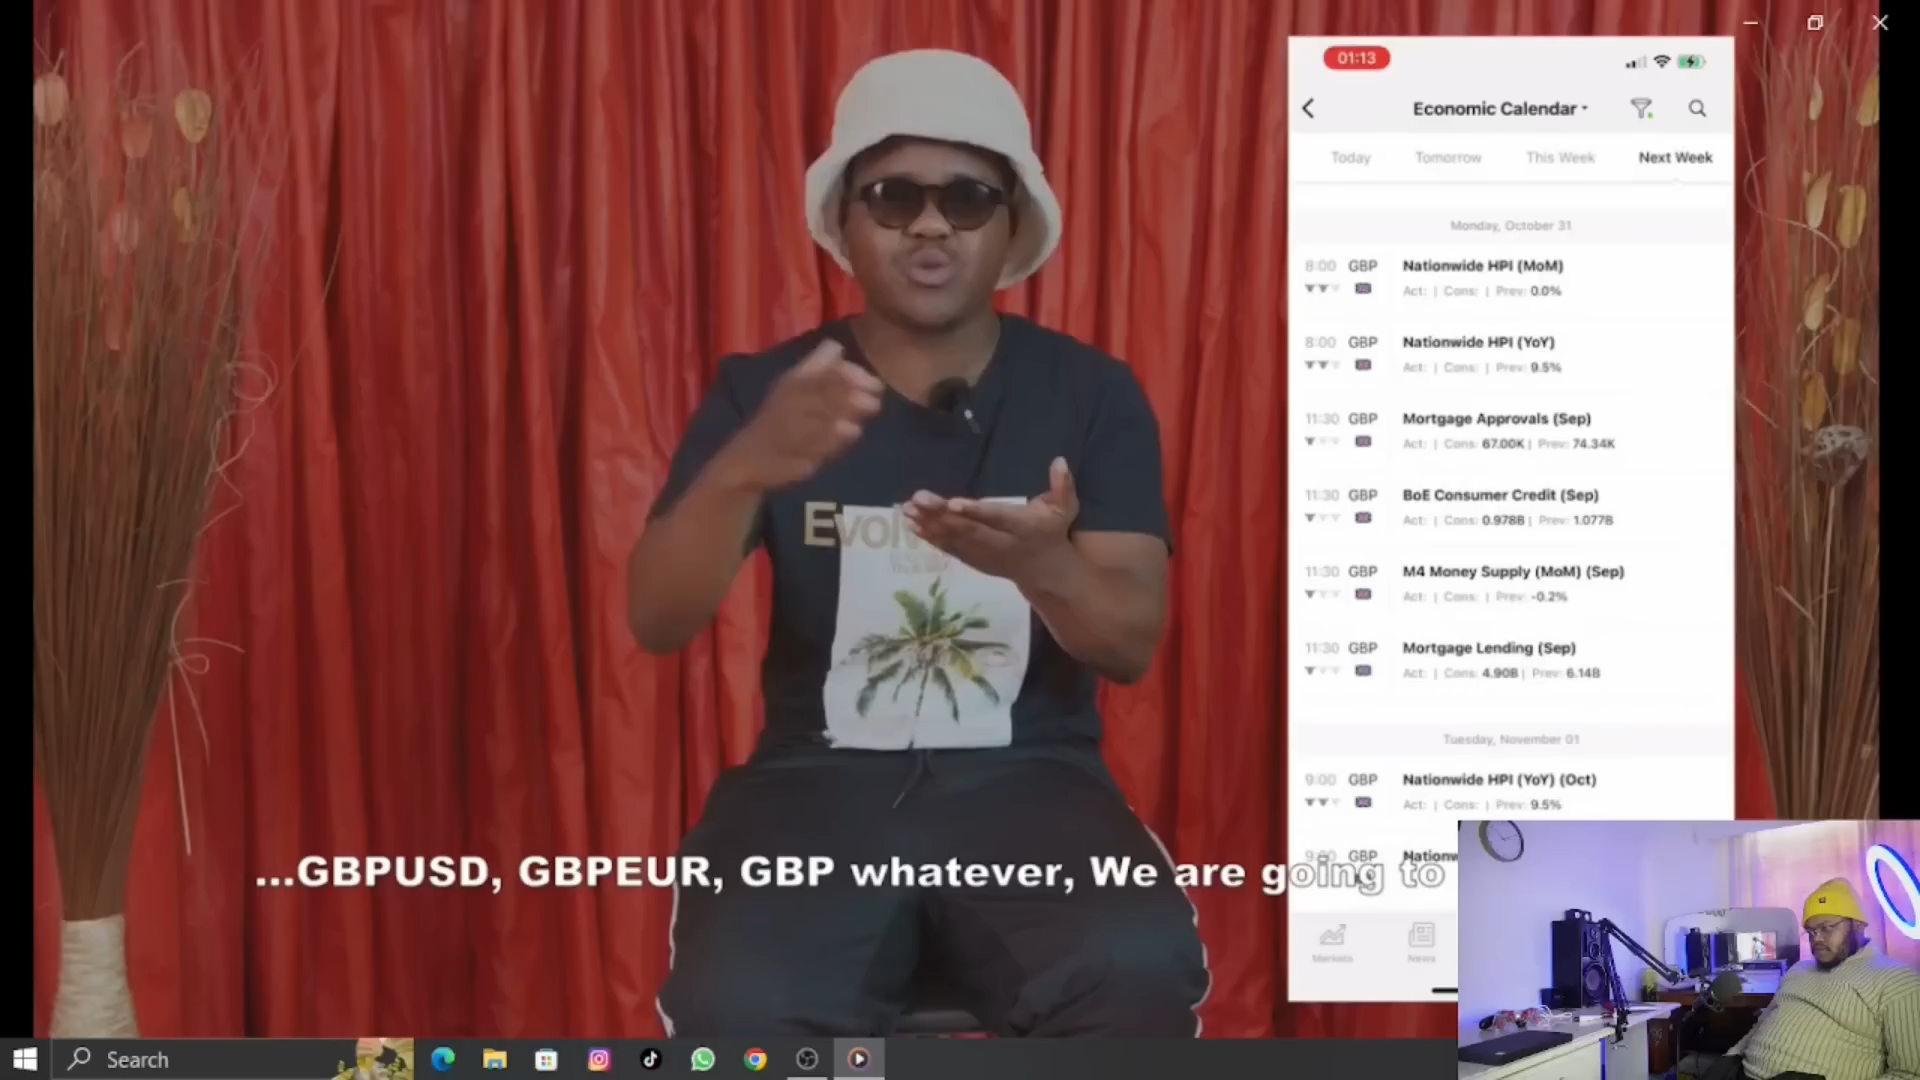 01:13
Economic Calendar
Today Tomorrow This Week Next Week
Monday, October 31
8:00 GBP Nationwide HPI (MoM)
Act: | Cons: | Prev: 0.0%
8:00 GBP Nationwide HPI (YoY)
Act: | Cons: | Prev: 9.5%
11:30 GBP Mortgage Approvals (Sep)
Act: | Cons: 67.00K | Prev: 74.34K
11:30 GBP BoE Consumer Credit (Sep)
Act: | Cons: 0.978B | Prev: 1.077B
11:30 GBP M4 Money Supply (MoM) (Sep)
Act: | Cons: | Prev: -0.2%
11:30 GBP Mortgage Lending (Sep)
Act: | Cons: 4.90B | Prev: 6.14B
Tuesday, November 01
9:00 GBP Nationwide HPI (YoY) (Oct)
Act: | Cons: | Prev: 9.5%
9:00 GBP Nationw
Evol
...GBPUSD, GBPEUR, GBP whatever, We are going to
Markets News
Search